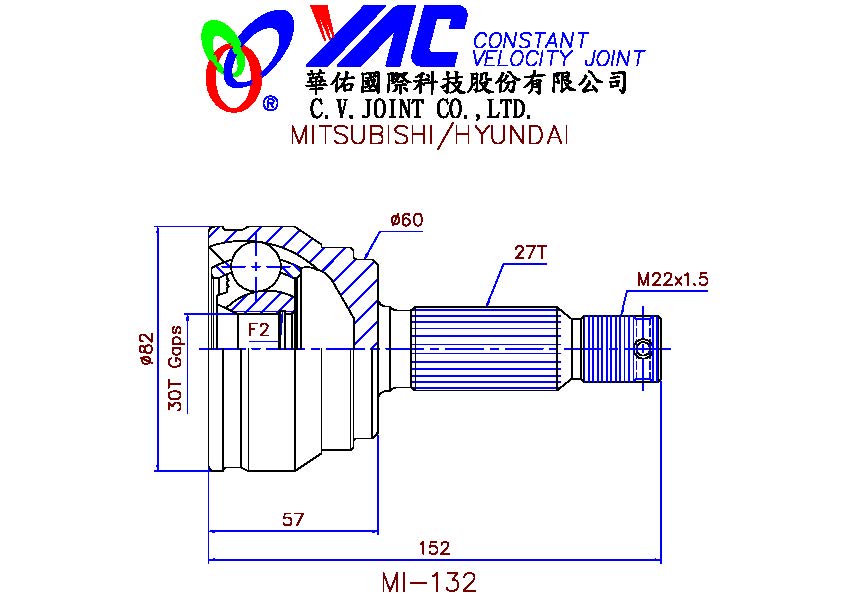 YAC CONSTANT
VELOCITY JOINT
®
華佑國際科技股份有限公司
C.V.JOINT CO.,LTD.
MITSUBISHI/HYUNDAI
ø60
27T
M22x1.5
F2
ø82
30T Gaps
57
152
MI-132